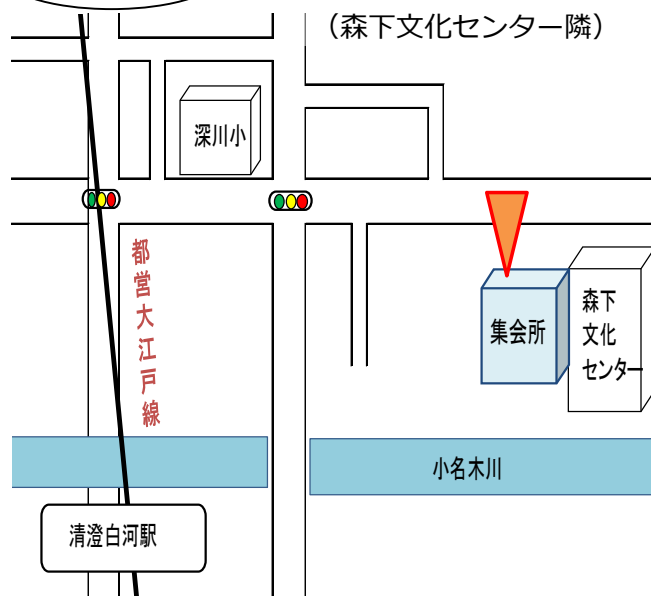 （森下文化センター隣）
深川小
都営大江戸線
集会所
森下
文化
センター
小名木川
清澄白河駅